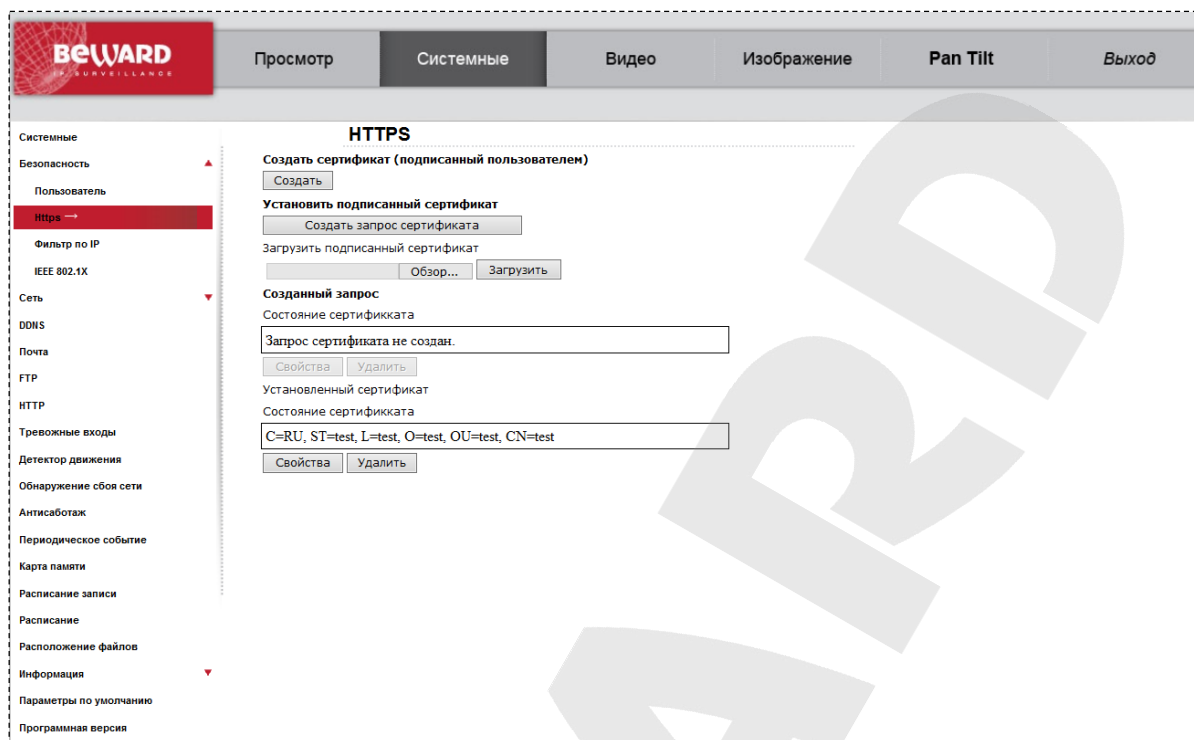 BEWARD
IP SURVEILLANCE
Просмотр
Системные
Видео
Изображение
Pan Tilt
Выход
Системные
Безопасность
Пользователь
Https →
Фильтр по IP
IEEE 802.1X
Сеть
DDNS
Почта
FTP
HTTP
Тревожные входы
Детектор движения
Обнаружение сбоя сети
Антисаботаж
Периодическое событие
Карта памяти
Расписание записи
Расписание
Расположение файлов
Информация
Параметры по умолчанию
Программная версия
HTTPS
Создать сертификат (подписанный пользователем)
Создать
Установить подписанный сертификат
Создать запрос сертификата
Загрузить подписанный сертификат
Обзор... Загрузить
Созданный запрос
Состояние сертификката
Запрос сертификата не создан.
Свойства Удалить
Установленный сертификат
Состояние сертификката
C=RU, ST=test, L=test, O=test, OU=test, CN=test
Свойства Удалить
ARD